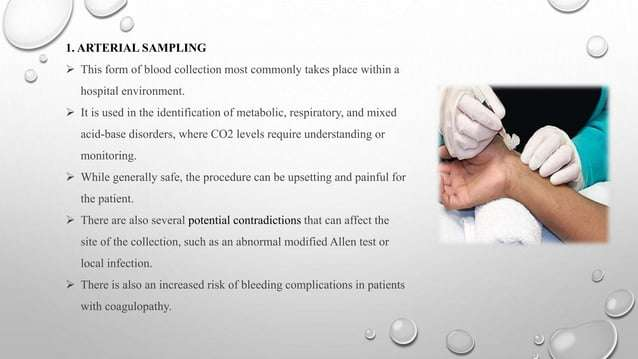 1. ARTERIAL SAMPLING
➢ This form of blood collection most commonly takes place within a
hospital environment.
➢ It is used in the identification of metabolic, respiratory, and mixed
acid-base disorders, where CO2 levels require understanding or
monitoring.
➢ While generally safe, the procedure can be upsetting and painful for
the patient.
➢ There are also several potential contradictions that can affect the
site of the collection, such as an abnormal modified Allen test or
local infection.
➢ There is also an increased risk of bleeding complications in patients
with coagulopathy.